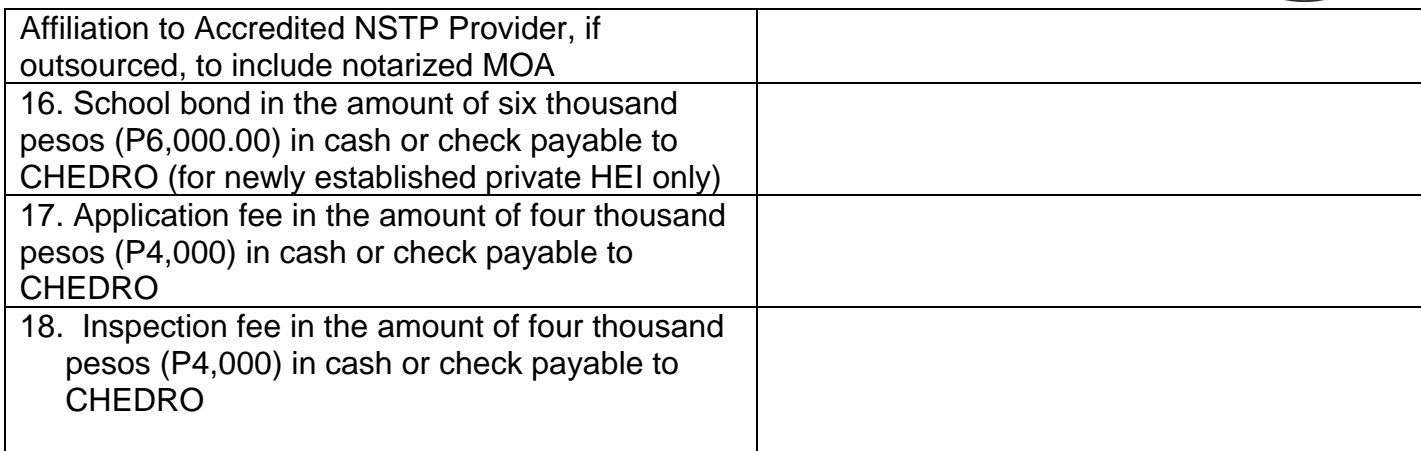 Affiliation to Accredited NSTP Provider, if
outsourced, to include notarized MOA
16. School bond in the amount of six thousand
pesos (P6,000.00) in cash or check payable to
CHEDRO (for newly established private HEI only)
17. Application fee in the amount of four thousand
pesos (P4,000) in cash or check payable to
CHEDRO
18.  Inspection fee in the amount of four thousand
pesos (P4,000) in cash or check payable to
CHEDRO